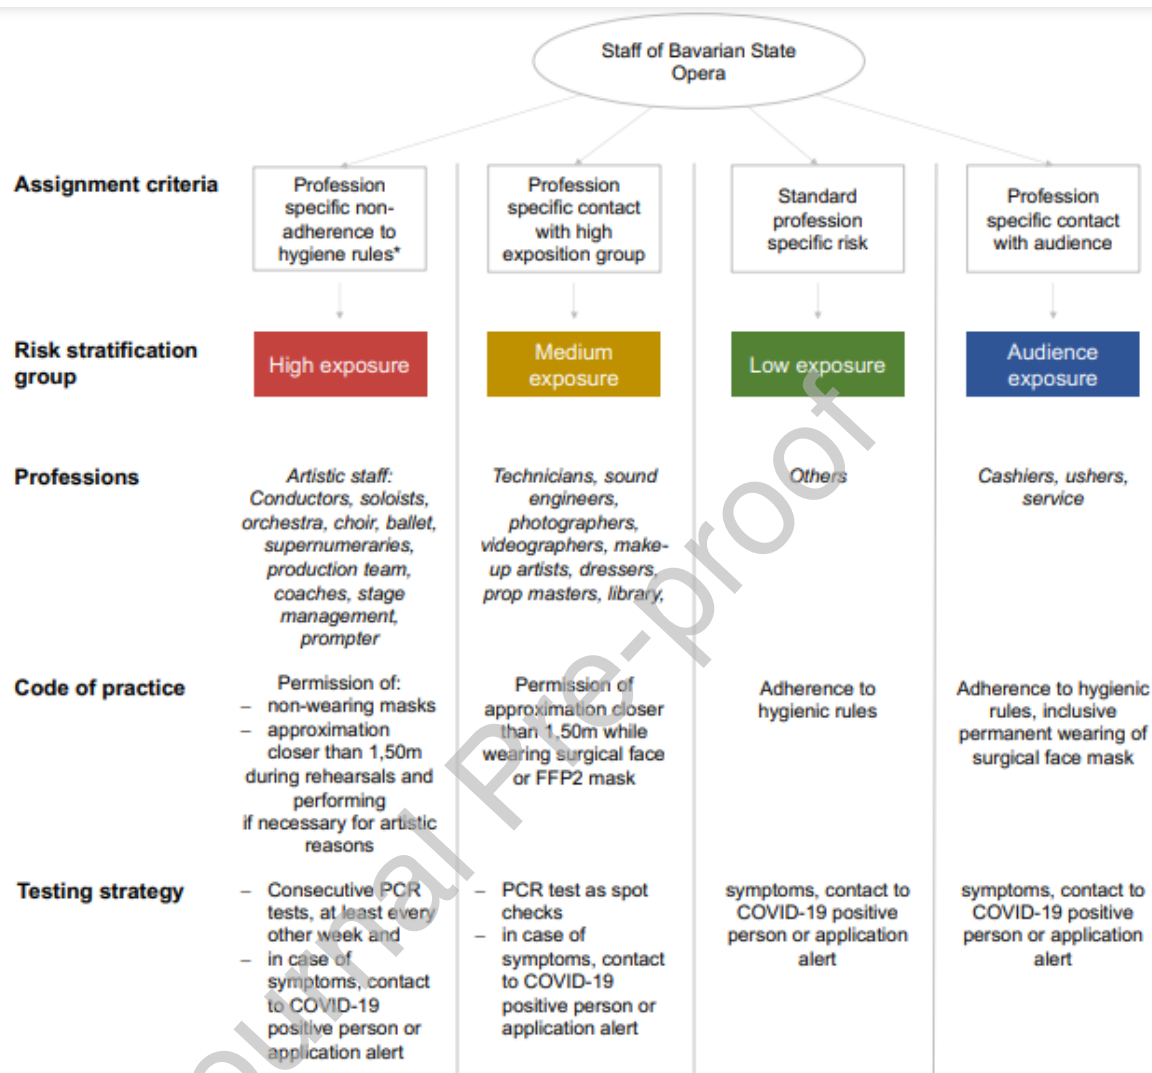 Staff of Bavarian State
Opera
Assignment criteria
Profession
specific non-
adherence to
hygiene rules*
Profession
specific contact
with high
exposition group
Standard
profession
specific risk
Profession
specific contact
with audience
Risk stratification
group
High exposure
Medium
exposure
Low exposure
Audience
exposure
Professions
Artistic staff:
Conductors, soloists,
orchestra, choir, ballet,
supernumeraries,
production team,
coaches, stage
management,
prompter
Technicians, sound
engineers,
photographers,
videographers, make-
up artists, dressers,
prop masters, library,
Others
Cashiers, ushers,
service
Code of practice
Permission of:
– non-wearing masks
– approximation
closer than 1,50m
during rehearsals and
performing
if necessary for artistic
reasons
Permission of
approximation closer
than 1,50m while
wearing surgical face
or FFP2 mask
Adherence to
hygienic rules
Adherence to hygienic
rules, inclusive
permanent wearing of
surgical face mask
Testing strategy
– Consecutive PCR
tests, at least every
other week and
– in case of
symptoms, contact
to COVID-19
positive person or
application alert
– PCR test as spot
checks
– in case of
symptoms, contact
to COVID-19
positive person or
application alert
symptoms, contact to
COVID-19 positive
person or application
alert
symptoms, contact to
COVID-19 positive
person or application
alert
ournal Pre-proof